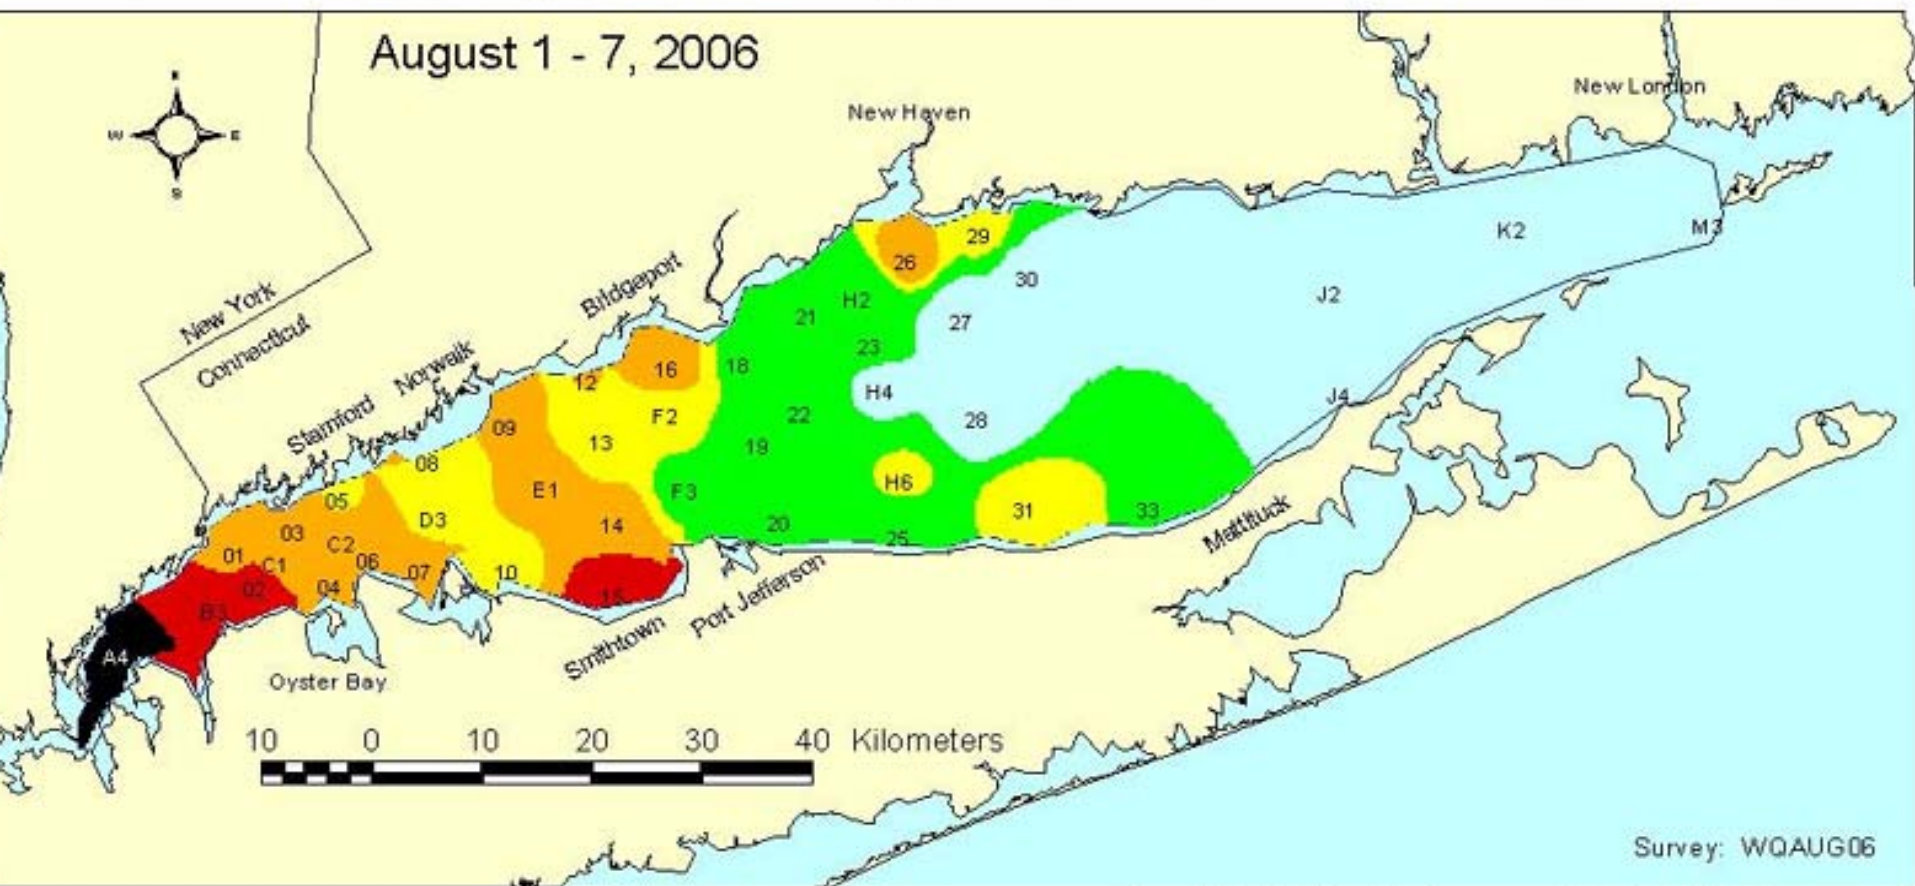 August 1 - 7, 2006
N
W E
S
New Haven
New London
New York
Connecticut
Bridgeport
Norwalk
Stamford
K2
M3
29
26
30
J2
H2
21
27
23
18
16
12
H4
J4
F2
22
28
09
13
19
08
H6
F3
E1
05
31
33
D3
14
20
25
Mattituck
03
C2
01
C1
06
07
10
04
02
15
B3
Port Jefferson
Smithtown
A4
Oyster Bay
10 0 10 20 30 40 Kilometers
Survey: WQAUG06